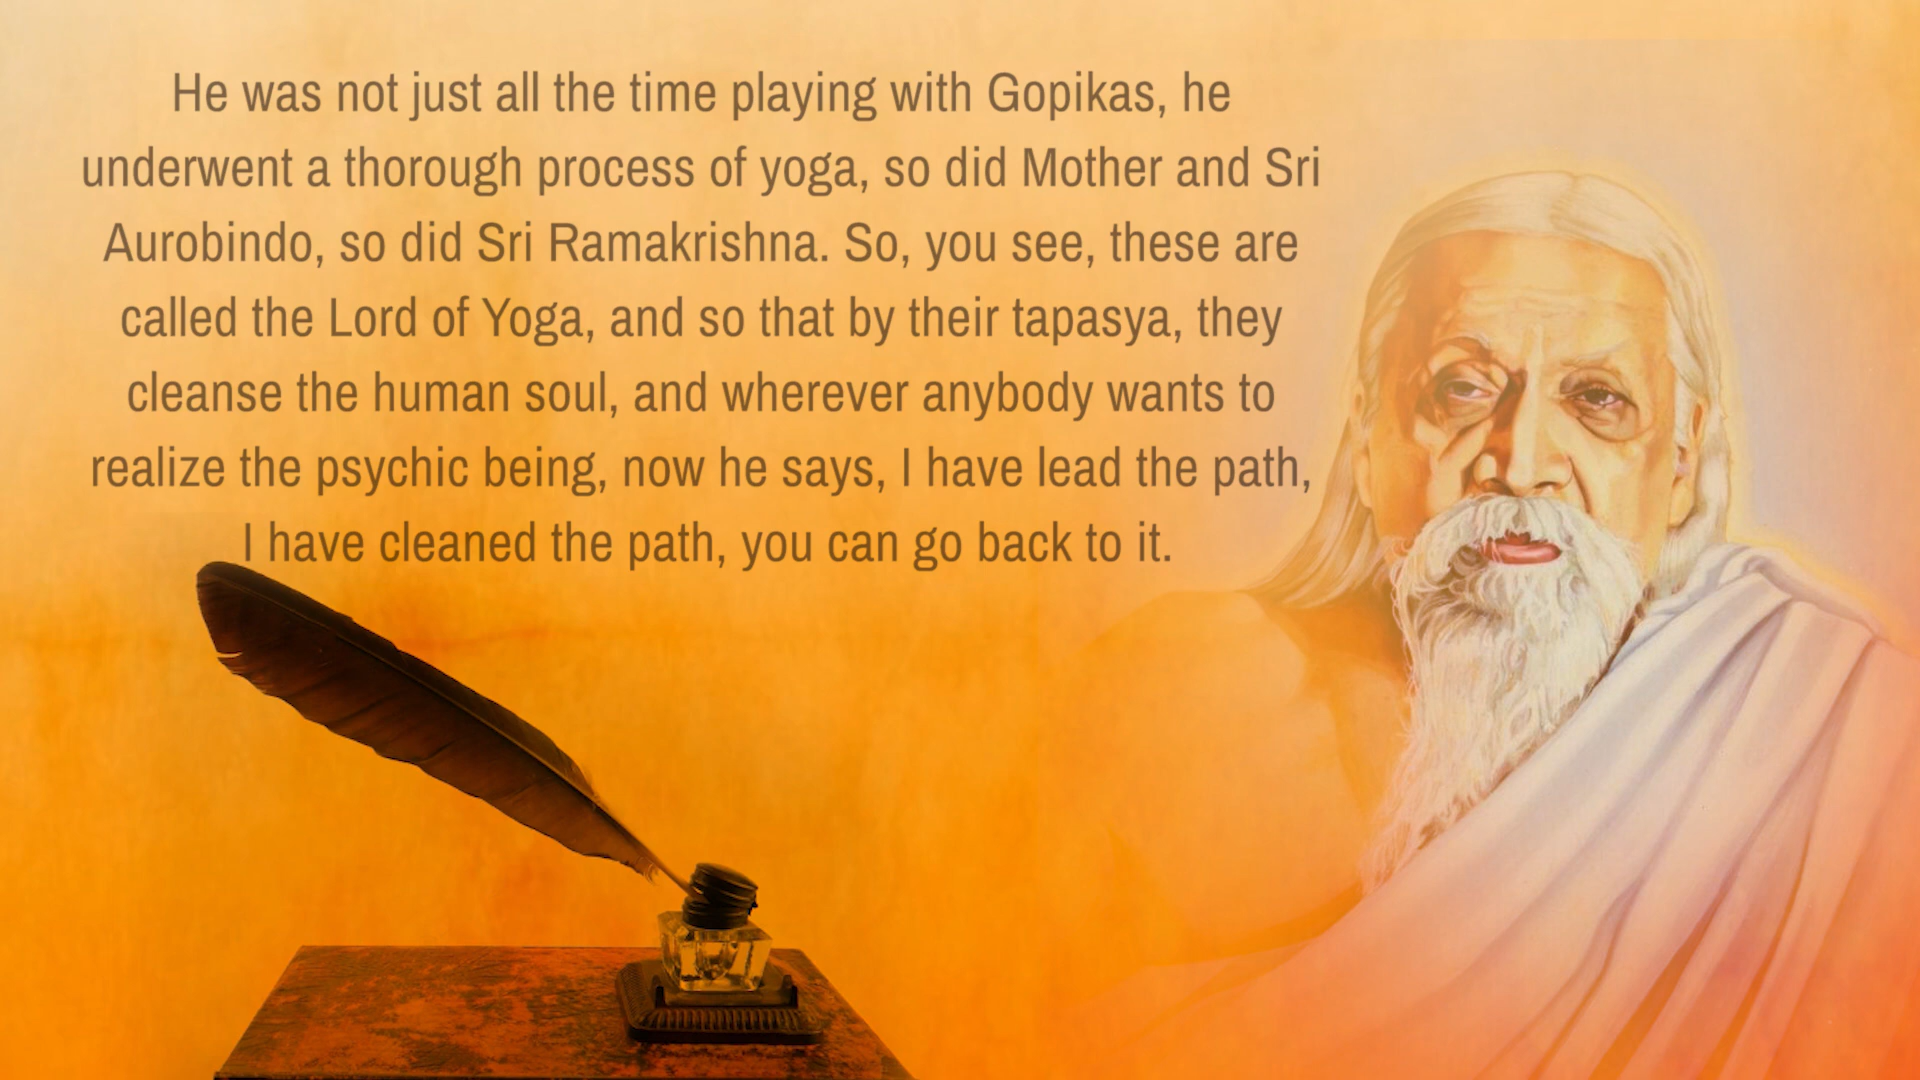 He was not just all the time playing with Gopikas, he
underwent a thorough process of yoga, so did Mother and Sri
Aurobindo, so did Sri Ramakrishna. So, you see, these are
called the Lord of Yoga, and so that by their tapasya, they
cleanse the human soul, and wherever anybody wants to
realize the psychic being, now he says, I have lead the path,
I have cleaned the path, you can go back to it.